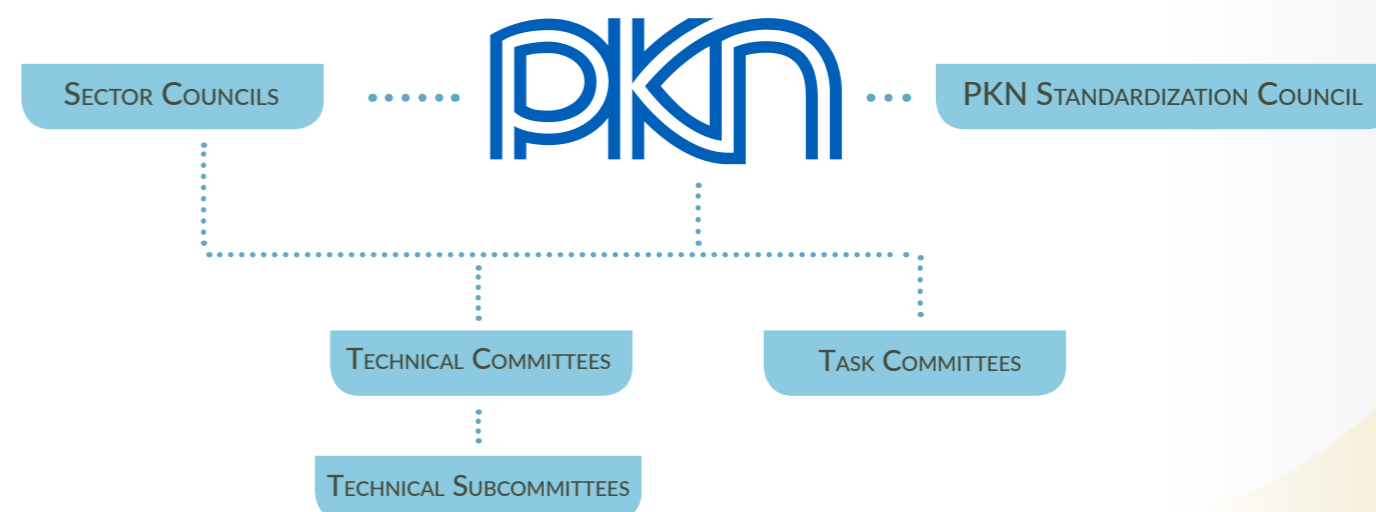 SECTOR COUNCILS
PKN
PKN STANDARDIZATION COUNCIL
TECHNICAL COMMITTEES
TASK COMMITTEES
TECHNICAL SUBCOMMITTEES